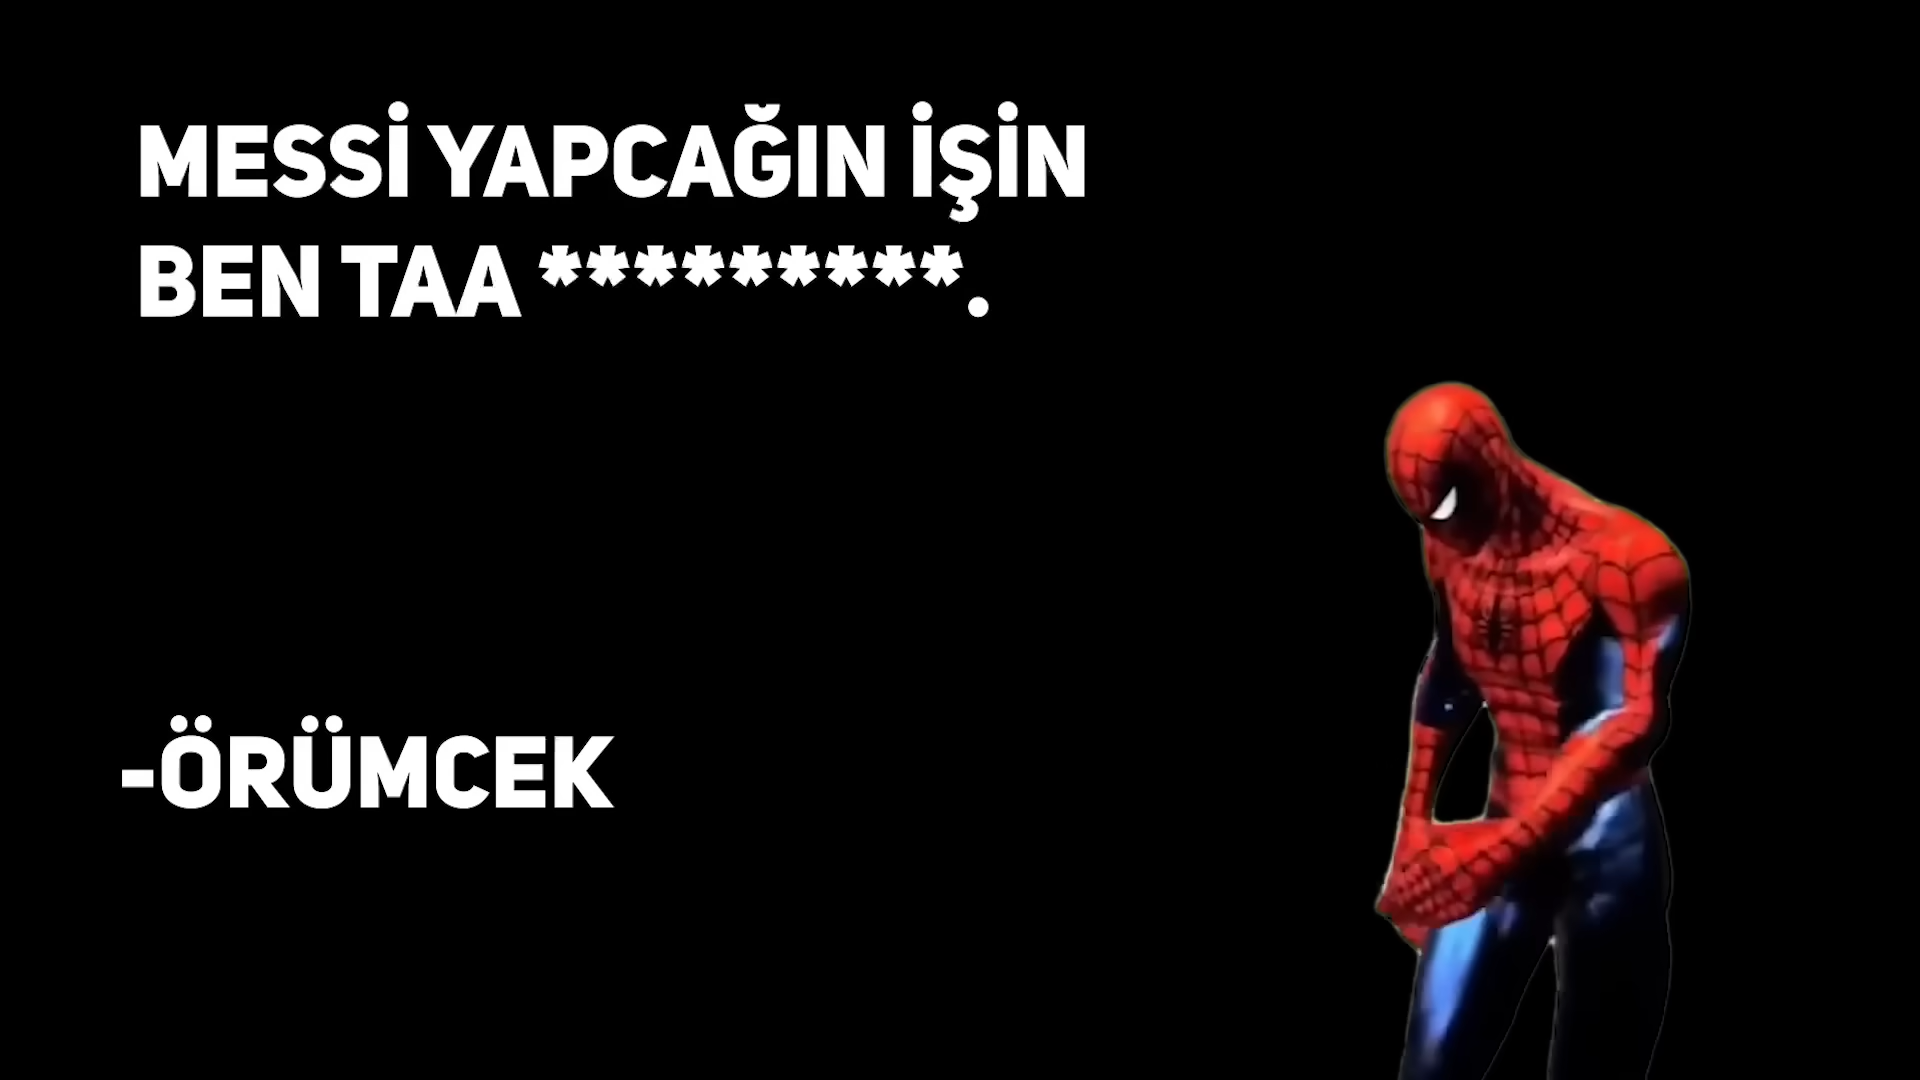 MESSİ YAPCAĞIN İŞİN
BEN TAA *********.
-ÖRÜMCEK